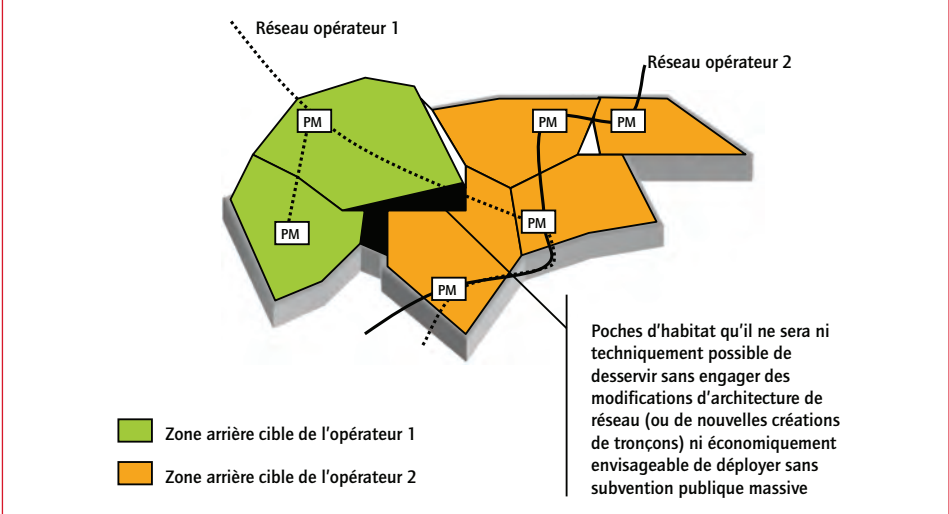 Réseau opérateur 1
Réseau opérateur 2
PM
PM
PM
PM
PM
PM
Poches d'habitat qu'il ne sera ni
techniquement possible de
desservir sans engager des
modifications d'architecture de
réseau (ou de nouvelles créations
de tronçons) ni économiquement
envisageable de déployer sans
subvention publique massive
Zone arrière cible de l'opérateur 1
Zone arrière cible de l'opérateur 2